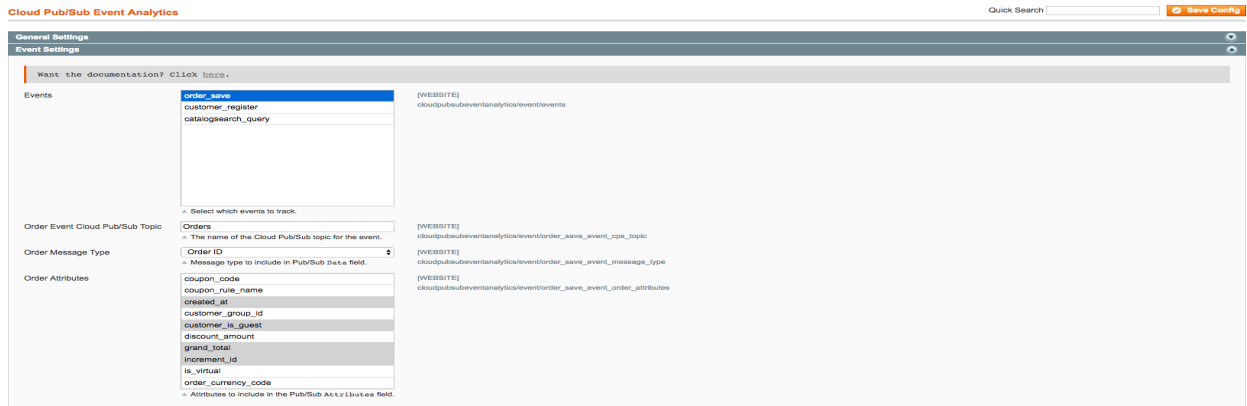 Cloud Pub/Sub Event Analytics
Quick Search
Save Config
General Settings
Event Settings
Want the documentation? Click here.
Events
order_save
customer_register
catalogsearch_query
[WEBSITE]
cloudpubsubeventanalytics/event/events
Select which events to track.
Order Event Cloud Pub/Sub Topic
Orders
[WEBSITE]
The name of the Cloud Pub/Sub topic for the event.
cloudpubsubeventanalytics/event/order_save_event_cps_topic
Order Message Type
Order ID
[WEBSITE]
Message type to include in Pub/Sub Data field.
cloudpubsubeventanalytics/event/order_save_event_message_type
Order Attributes
coupon_code
coupon_rule_name
created_at
customer_group_id
customer_is_guest
discount_amount
grand_total
increment_id
is_virtual
order_currency_code
[WEBSITE]
cloudpubsubeventanalytics/event/order_save_event_order_attributes
Attributes to include in the Pub/Sub Attributes field.